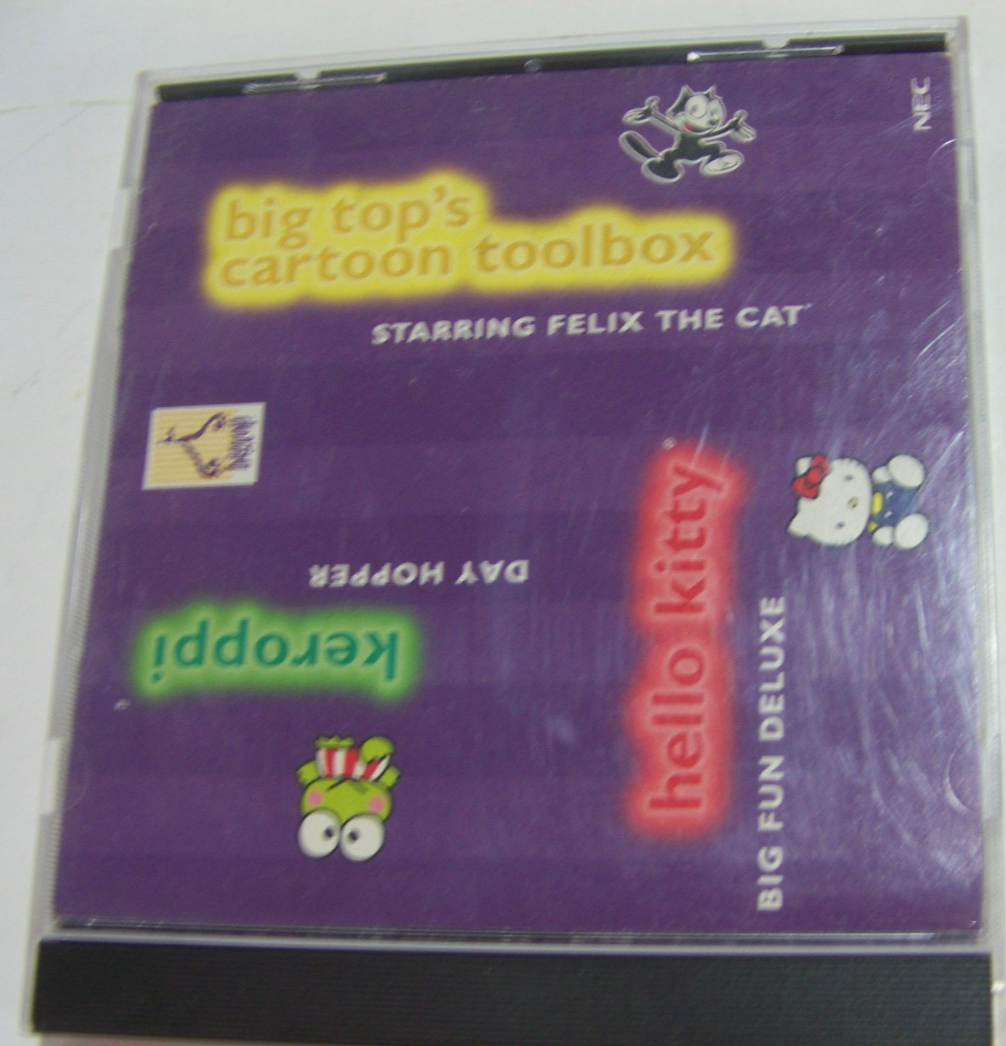 NEC
big top's
cartoon toolbox
STARRING FELIX THE CAT
hello kitty
BIG FUN DELUXE
keroppi
DAY HOPPER